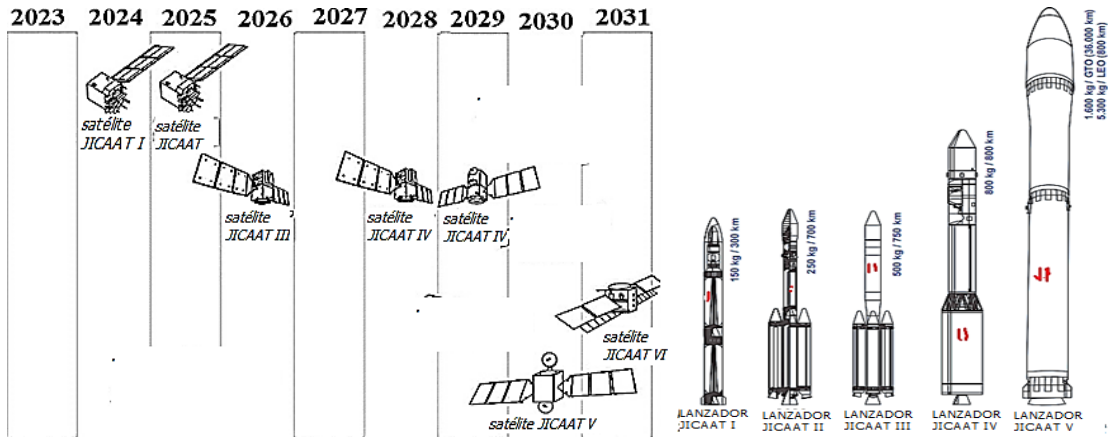 2023 2024 2025 2026 2027 2028 2029 2030 2031
satélite
JICAAT I
satélite
JICAAT
satélite
JICAAT III
satélite
JICAAT IV
satélite
JICAAT IV
satélite
JICAAT VI
satélite JICAAT V
150 kg / 300 km
250 kg / 700 km
500 kg / 750 km
800 kg / 800 km
1.600 kg / GTO (36.000 km)
5.300 kg / LEO (800 km)
LANZADOR
JICAAT I
LANZADOR
JICAAT II
LANZADOR
JICAAT III
LANZADOR
JICAAT IV
LANZADOR
JICAAT V